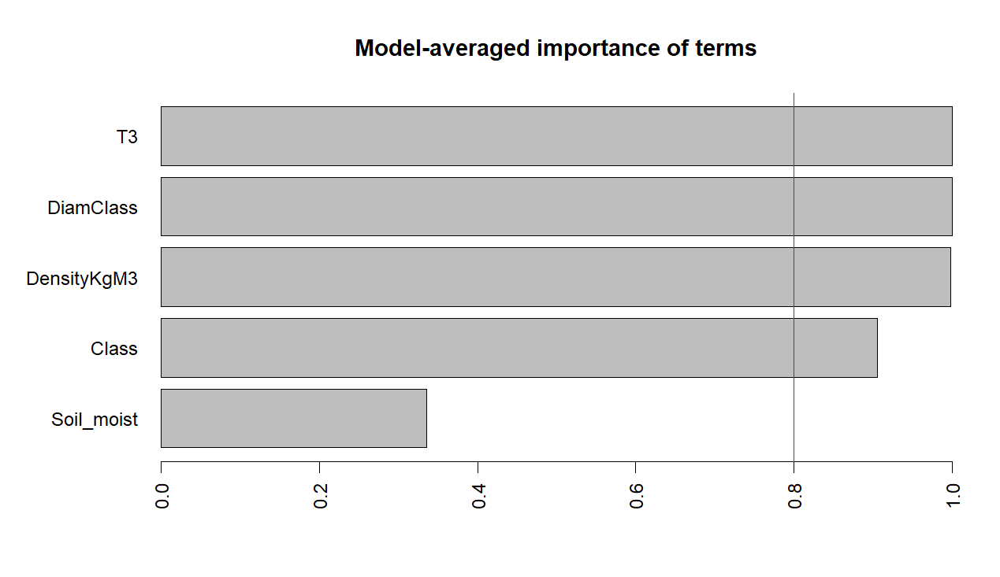 Model-averaged importance of terms
T3
DiamClass
DensityKgM3
Class
Soil_moist
0.0 0.2 0.4 0.6 0.8 1.0